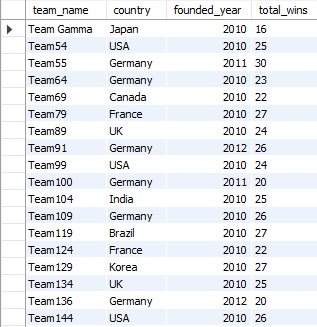 team_name country founded_year total_wins
Team Gamma Japan 2010 16
Team54 USA 2010 25
Team55 Germany 2011 30
Team64 Germany 2010 23
Team69 Canada 2010 22
Team79 France 2010 27
Team89 UK 2010 24
Team91 Germany 2012 26
Team99 USA 2010 24
Team100 Germany 2011 20
Team104 India 2010 25
Team109 Germany 2010 26
Team119 Brazil 2010 27
Team124 France 2010 22
Team129 Korea 2010 27
Team134 UK 2010 25
Team136 Germany 2012 20
Team144 USA 2010 26